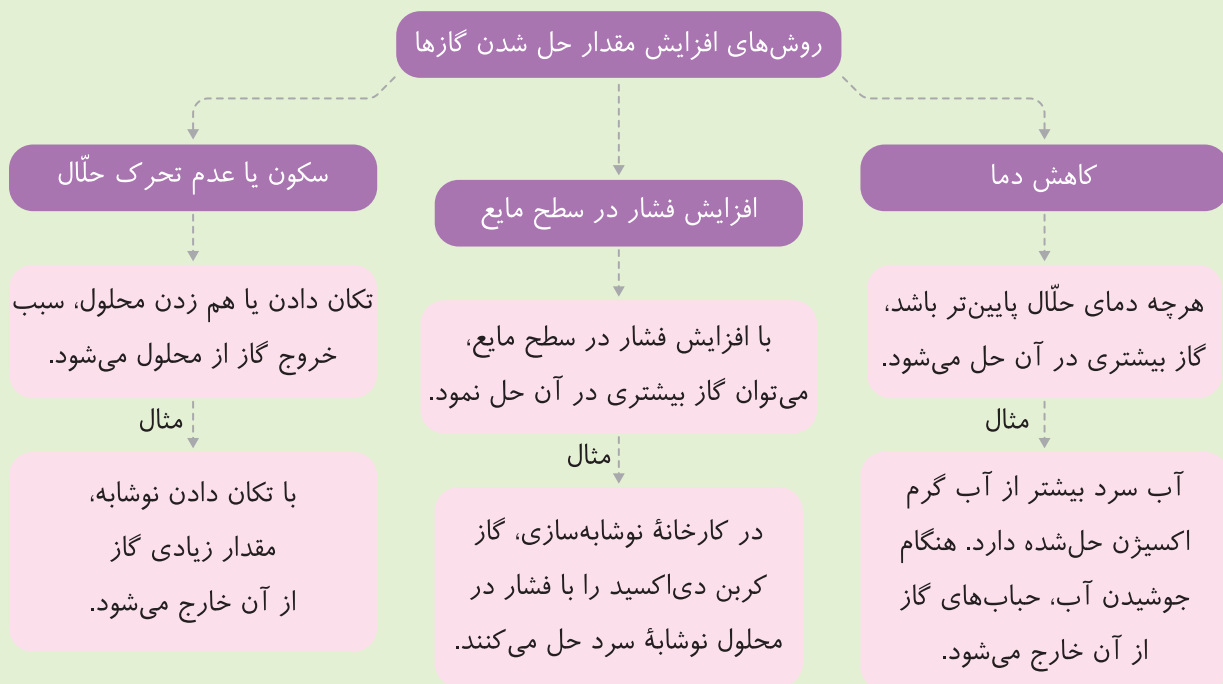 روش‌های افزایش مقدار حل شدن گازها
کاهش دما
هرچه دمای حلّال پایین‌تر باشد،
گاز بیشتری در آن حل می‌شود.
مثال
آب سرد بیشتر از آب گرم
اکسیژن حل‌شده دارد. هنگام
جوشیدن آب، حباب‌های گاز
از آن خارج می‌شود.
افزایش فشار در سطح مایع
با افزایش فشار در سطح مایع،
می‌توان گاز بیشتری در آن حل نمود.
مثال
در کارخانهٔ نوشابه‌سازی، گاز
کربن دی‌اکسید را با فشار در
محلول نوشابهٔ سرد حل می‌کنند.
سکون یا عدم تحرک حلّال
تکان دادن یا هم زدن محلول، سبب
خروج گاز از محلول می‌شود.
مثال
با تکان دادن نوشابه،
مقدار زیادی گاز
از آن خارج می‌شود.